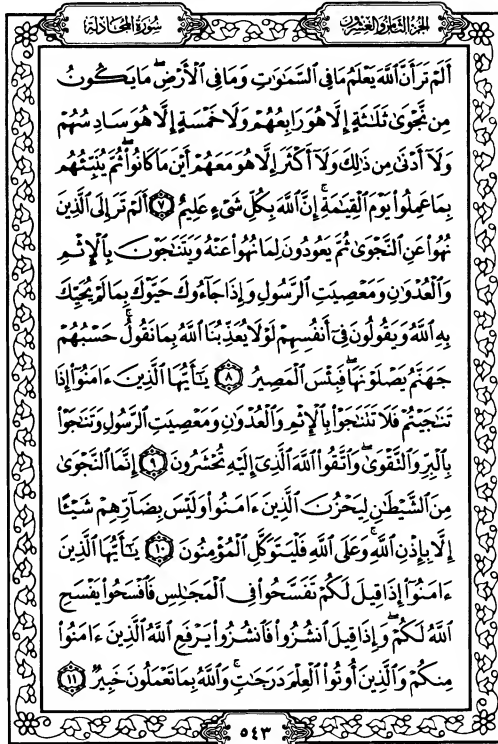 الجزء الثامن والعشرون سورة المجادلة
أَلَمْ تَرَ أَنَّ ٱللَّهَ يَعْلَمُ مَا فِى ٱلسَّمَـٰوَٰتِ وَمَا فِى ٱلْأَرْضِ ۖ مَا يَكُونُ
مِن نَّجْوَىٰ ثَلَـٰثَةٍ إِلَّا هُوَ رَابِعُهُمْ وَلَا خَمْسَةٍ إِلَّا هُوَ سَادِسُهُمْ
وَلَآ أَدْنَىٰ مِن ذَٰلِكَ وَلَآ أَكْثَرَ إِلَّا هُوَ مَعَهُمْ أَيْنَ مَا كَانُوا۟ ۖ ثُمَّ يُنَبِّئُهُم
بِمَا عَمِلُوا۟ يَوْمَ ٱلْقِيَـٰمَةِ ۚ إِنَّ ٱللَّهَ بِكُلِّ شَىْءٍ عَلِيمٌ ٧ أَلَمْ تَرَ إِلَى ٱلَّذِينَ
نُهُوا۟ عَنِ ٱلنَّجْوَىٰ ثُمَّ يَعُودُونَ لِمَا نُهُوا۟ عَنْهُ وَيَتَنَـٰجَوْنَ بِٱلْإِثْمِ
وَٱلْعُدْوَٰنِ وَمَعْصِيَتِ ٱلرَّسُولِ وَإِذَا جَآءُوكَ حَيَّوْكَ بِمَا لَمْ يُحَيِّكَ
بِهِ ٱللَّهُ وَيَقُولُونَ فِىٓ أَنفُسِهِمْ لَوْلَا يُعَذِّبُنَا ٱللَّهُ بِمَا نَقُولُ ۚ حَسْبُهُمْ
جَهَنَّمُ يَصْلَوْنَهَا ۖ فَبِئْسَ ٱلْمَصِيرُ ٨ يَـٰٓأَيُّهَا ٱلَّذِينَ ءَامَنُوٓا۟ إِذَا
تَنَـٰجَيْتُمْ فَلَا تَتَنَـٰجَوْا۟ بِٱلْإِثْمِ وَٱلْعُدْوَٰنِ وَمَعْصِيَتِ ٱلرَّسُولِ وَتَنَـٰجَوْا۟
بِٱلْبِرِّ وَٱلتَّقْوَىٰ ۖ وَٱتَّقُوا۟ ٱللَّهَ ٱلَّذِىٓ إِلَيْهِ تُحْشَرُونَ ٩ إِنَّمَا ٱلنَّجْوَىٰ
مِنَ ٱلشَّيْطَـٰنِ لِيَحْزُنَ ٱلَّذِينَ ءَامَنُوا۟ وَلَيْسَ بِضَآرِّهِمْ شَيْـًٔا
إِلَّا بِإِذْنِ ٱللَّهِ ۚ وَعَلَى ٱللَّهِ فَلْيَتَوَكَّلِ ٱلْمُؤْمِنُونَ ١٠ يَـٰٓأَيُّهَا ٱلَّذِينَ
ءَامَنُوٓا۟ إِذَا قِيلَ لَكُمْ تَفَسَّحُوا۟ فِى ٱلْمَجَـٰلِسِ فَٱفْسَحُوا۟ يَفْسَحِ
ٱللَّهُ لَكُمْ ۖ وَإِذَا قِيلَ ٱنشُزُوا۟ فَٱنشُزُوا۟ يَرْفَعِ ٱللَّهُ ٱلَّذِينَ ءَامَنُوا۟
مِنكُمْ وَٱلَّذِينَ أُوتُوا۟ ٱلْعِلْمَ دَرَجَـٰتٍ ۚ وَٱللَّهُ بِمَا تَعْمَلُونَ خَبِيرٌ ١١
٥٤٣